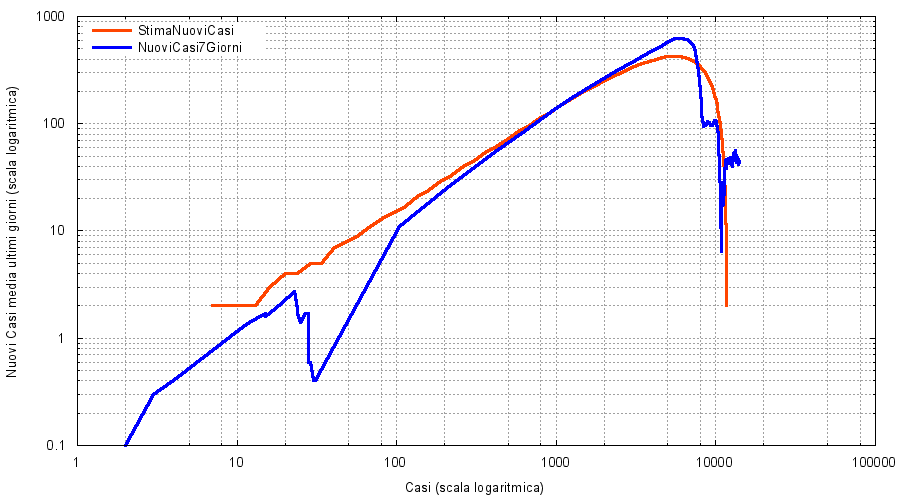 1000
StimaNuoviCasi
NuoviCasi7Giorni
100
10
1
0.1
Nuovi Casi media ultimi giorni (scala logaritmica)
1 10 100 1000 10000 100000
Casi (scala logaritmica)